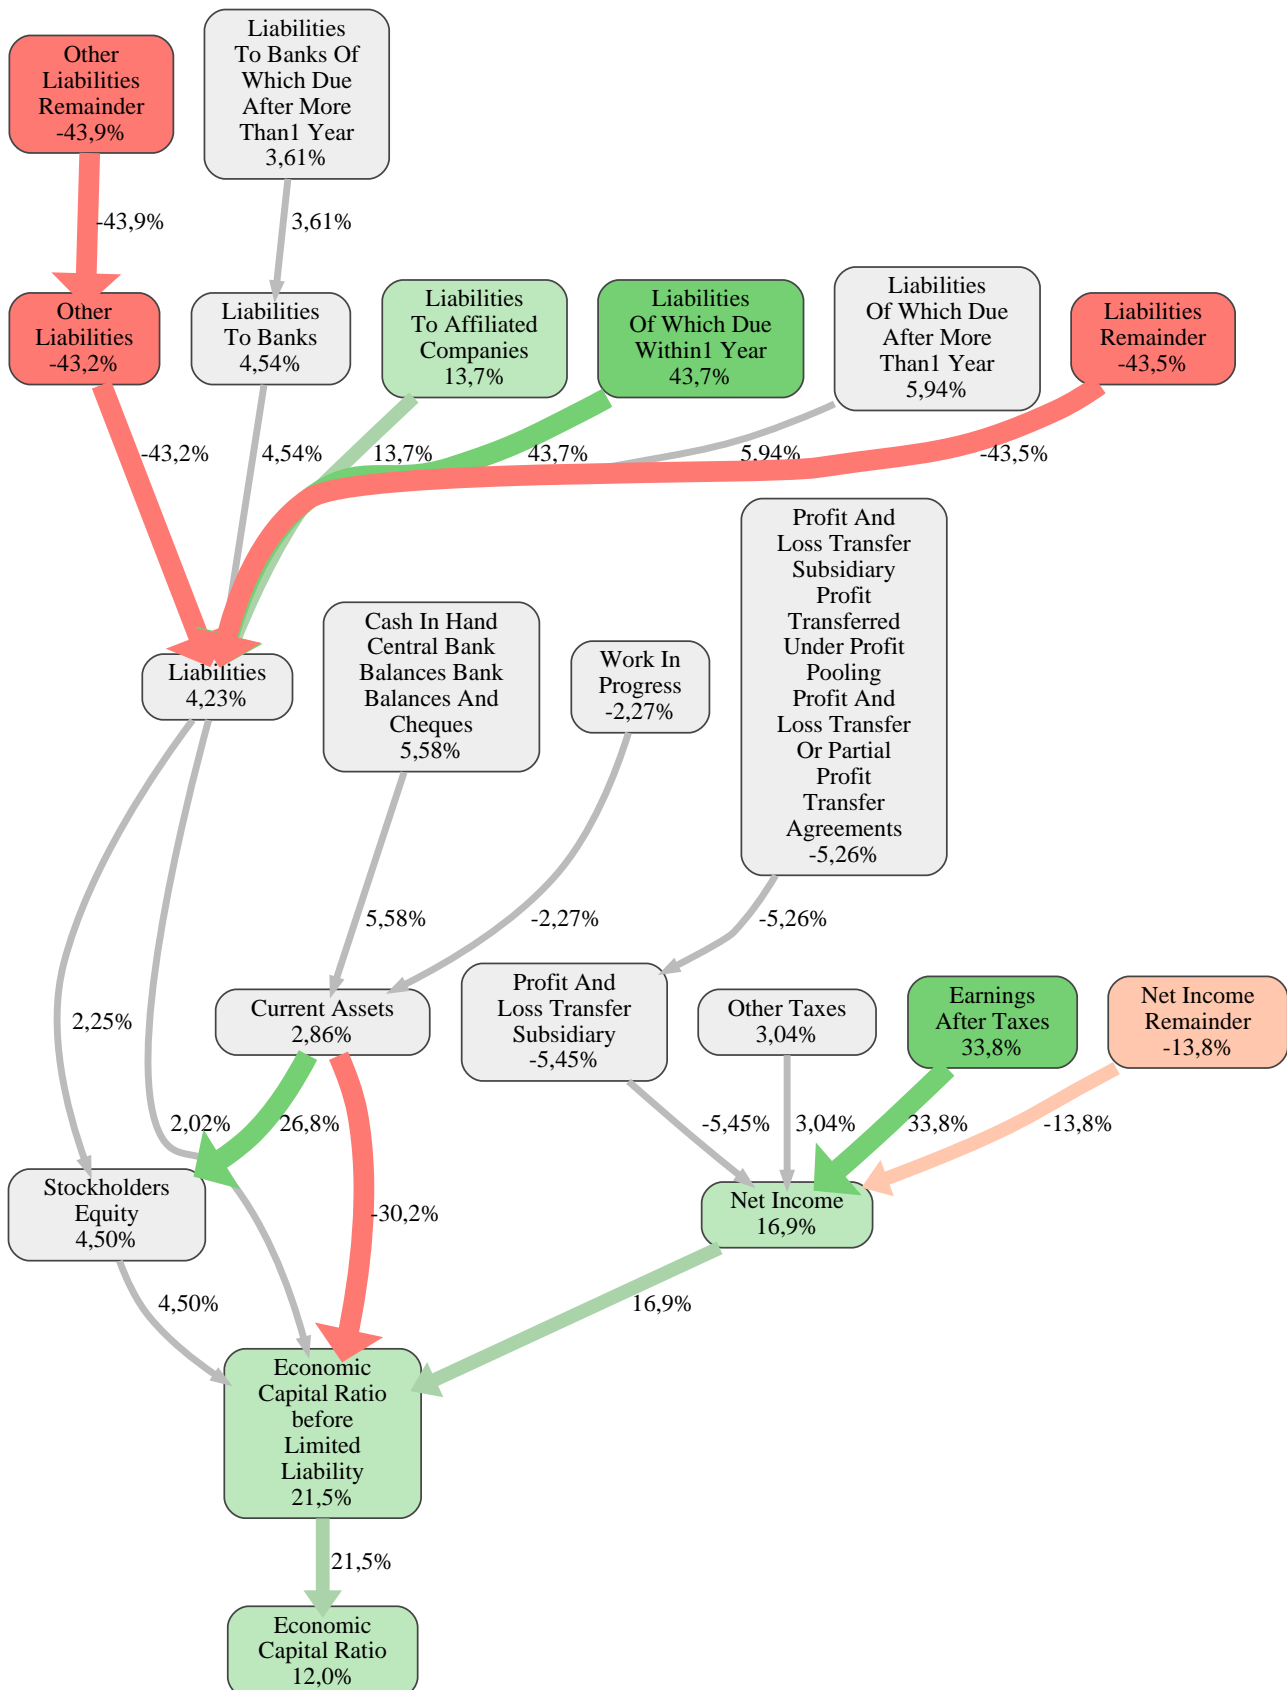 Other
Liabilities
Remainder
-43,9%
Liabilities
To Banks Of
Which Due
After More
Than1 Year
3,61%
-43,9%
3,61%
Other
Liabilities
-43,2%
Liabilities
To Banks
4,54%
Liabilities
To Affiliated
Companies
13,7%
Liabilities
Of Which Due
Within1 Year
43,7%
Liabilities
Of Which Due
After More
Than1 Year
5,94%
Liabilities
Remainder
-43,5%
-43,2%
4,54%
13,7%
43,7%
5,94%
-43,5%
Profit And
Loss Transfer
Subsidiary
Profit
Transferred
Under Profit
Pooling
Profit And
Loss Transfer
Or Partial
Profit
Transfer
Agreements
-5,26%
Cash In Hand
Central Bank
Balances Bank
Balances And
Cheques
5,58%
Work In
Progress
-2,27%
Liabilities
4,23%
5,58%
-2,27%
-5,26%
2,25%
Current Assets
2,86%
Profit And
Loss Transfer
Subsidiary
-5,45%
Other Taxes
3,04%
Earnings
After Taxes
33,8%
Net Income
Remainder
-13,8%
2,02%
26,8%
-5,45%
3,04%
33,8%
-13,8%
Stockholders
Equity
4,50%
-30,2%
Net Income
16,9%
4,50%
16,9%
Economic
Capital Ratio
before
Limited
Liability
21,5%
21,5%
Economic
Capital Ratio
12,0%